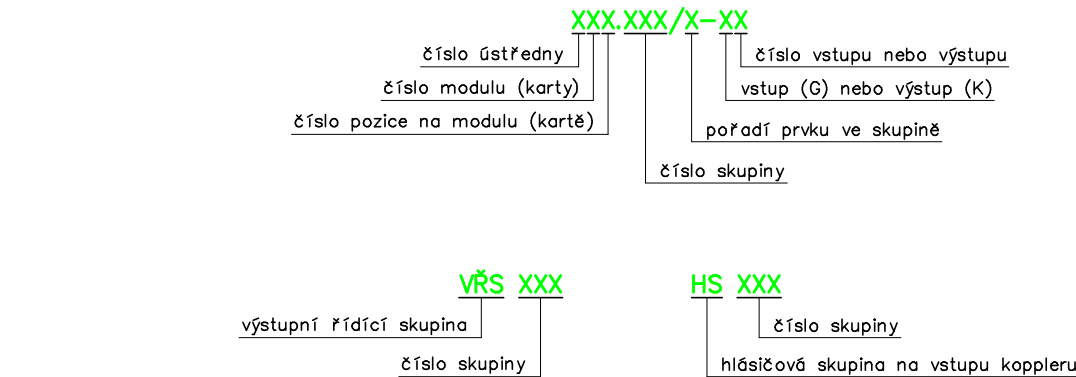 XXX.XXX/X-XX
číslo ústředny
číslo vstupu nebo výstupu
číslo modulu (karty)
vstup (G) nebo výstup (K)
číslo pozice na modulu (kartě)
pořadí prvku ve skupině
číslo skupiny
VŘS XXX
HS XXX
výstupní řídící skupina
číslo skupiny
číslo skupiny
hlásičová skupina na vstupu koppleru